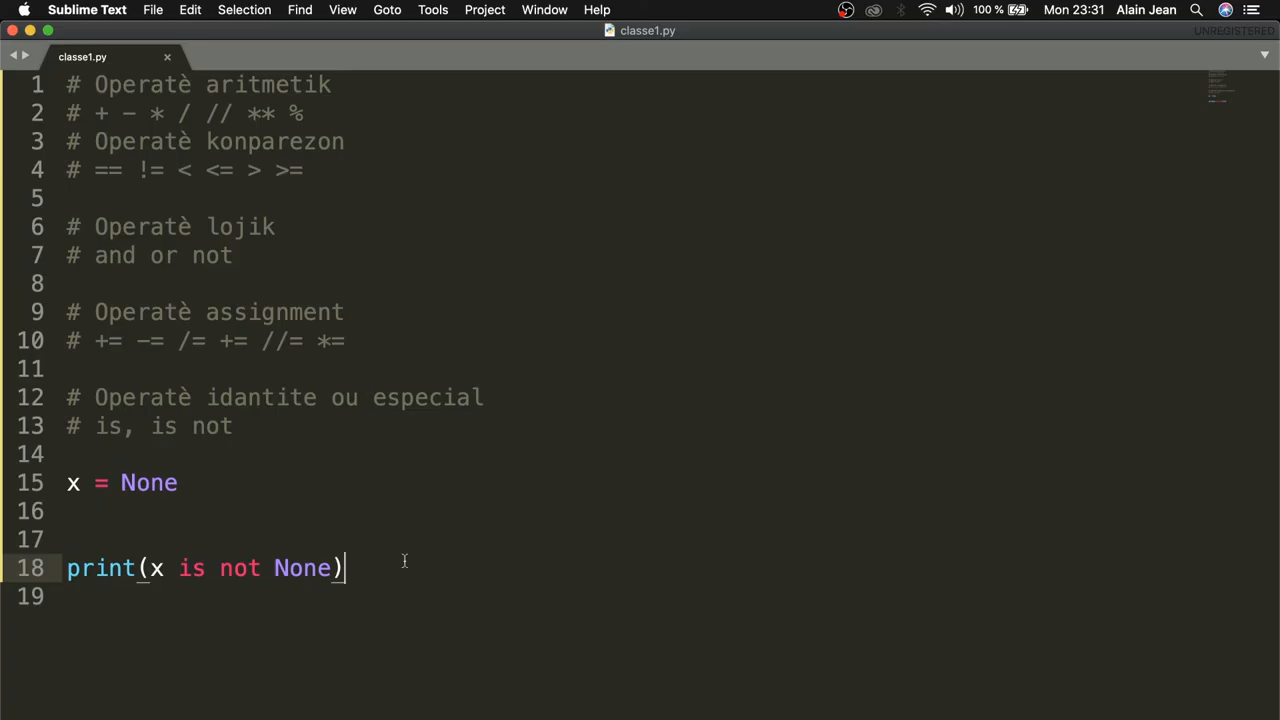 Sublime Text File Edit Selection Find View Goto Tools Project Window Help 100 % Mon 23:31 Alain Jean
classe1.py UNREGISTERED
classe1.py ×
1 # Operatè aritmetik
2 # + - * / // ** %
3 # Operatè konparezon
4 # == != < <= > >=
5
6 # Operatè lojik
7 # and or not
8
9 # Operatè assignment
10 # += -= /= += //= *=
11
12 # Operatè idantite ou especial
13 # is, is not
14
15 x = None
16
17
18 print(x is not None)
19